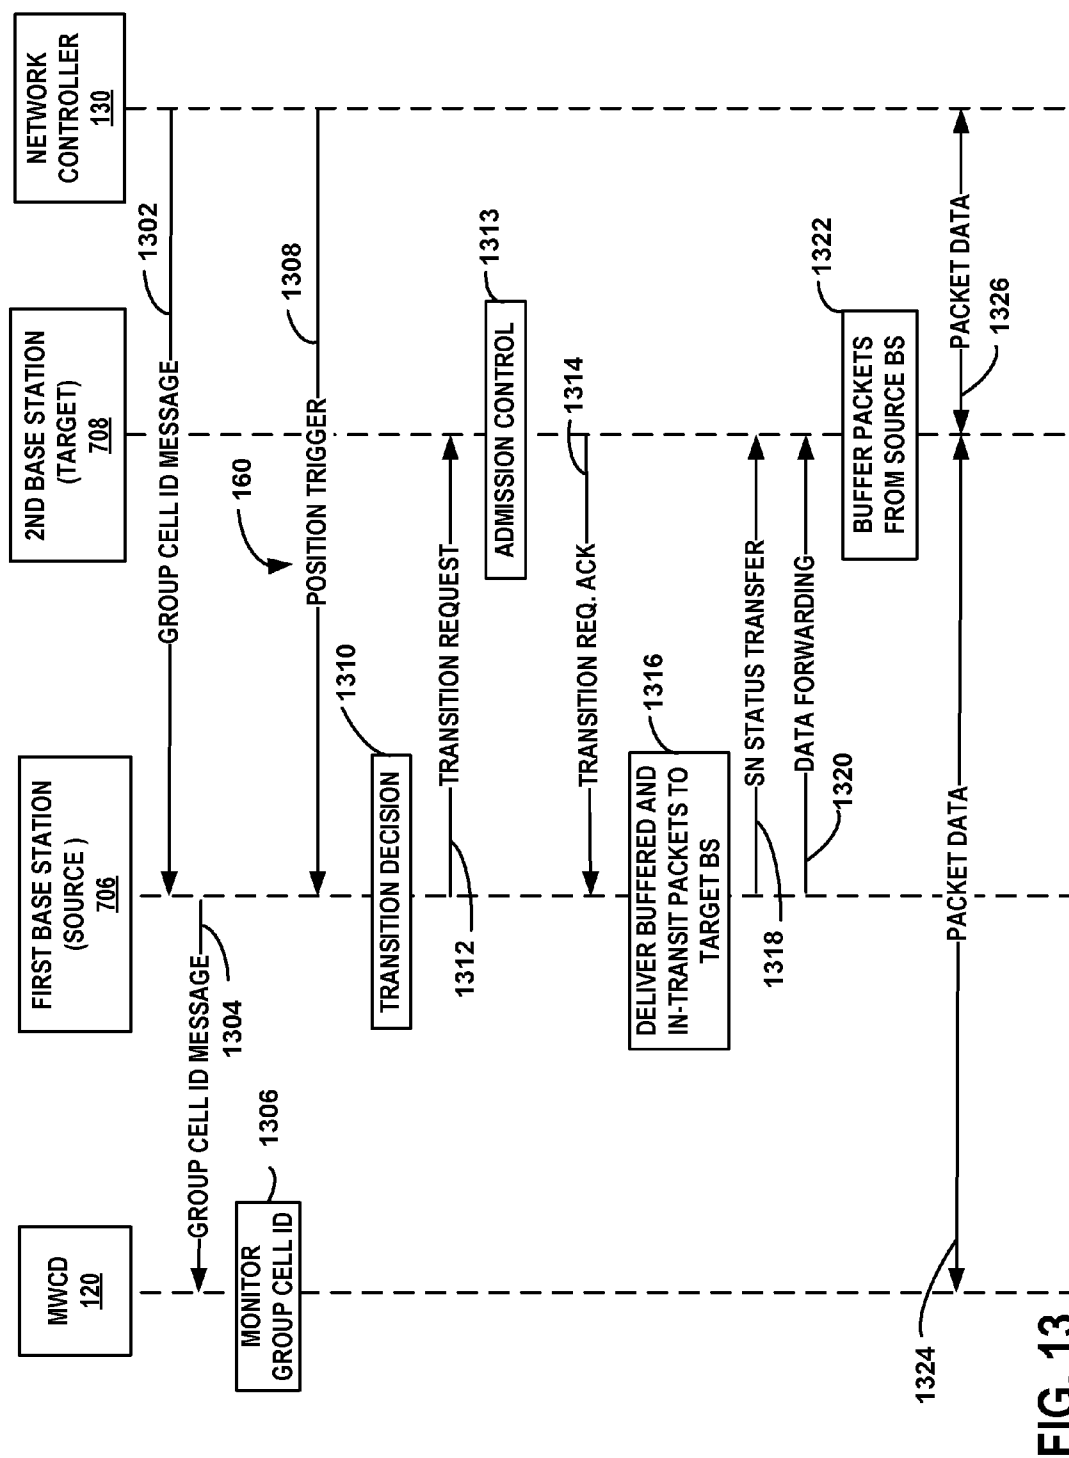 MWCD
120
FIRST BASE STATION
(SOURCE )
706
2ND BASE STATION
(TARGET)
708
NETWORK
CONTROLLER
130
GROUP CELL ID MESSAGE
1302
GROUP CELL ID MESSAGE
1304
MONITOR
GROUP CELL ID
1306
160
POSITION TRIGGER
1308
TRANSITION DECISION
1310
TRANSITION REQUEST
1312
ADMISSION CONTROL
1313
TRANSITION REQ. ACK
1314
DELIVER BUFFERED AND
IN-TRANSIT PACKETS TO
TARGET BS
1316
SN STATUS TRANSFER
1318
DATA FORWARDING
1320
BUFFER PACKETS
FROM SOURCE BS
1322
PACKET DATA
1324
PACKET DATA
1326
FIG. 13